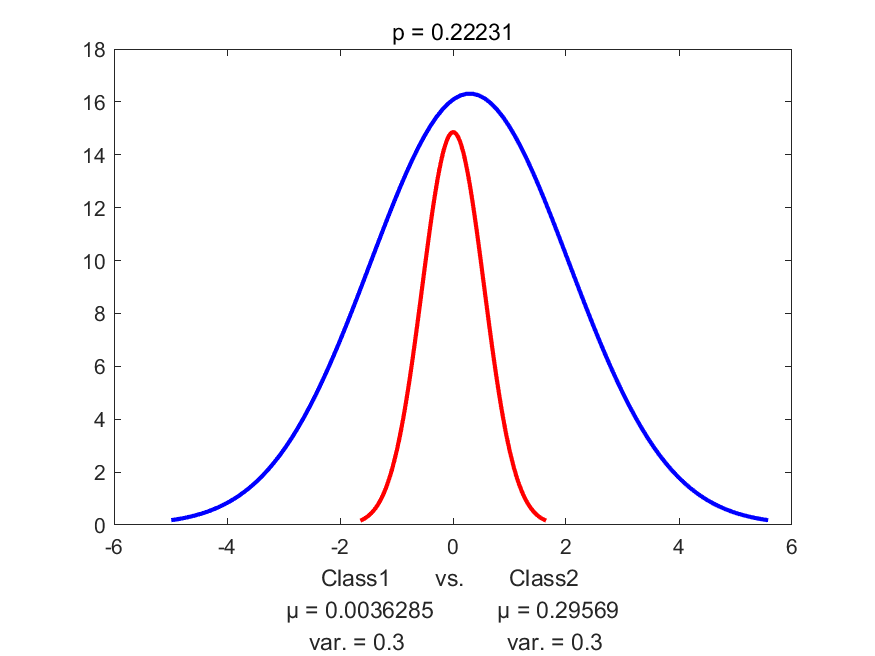 p = 0.22231
18
16
14
12
10
8
6
4
2
0
-6 -4 -2 0 2 4 6
Class1 vs. Class2
µ = 0.0036285 µ = 0.29569
var. = 0.3 var. = 0.3